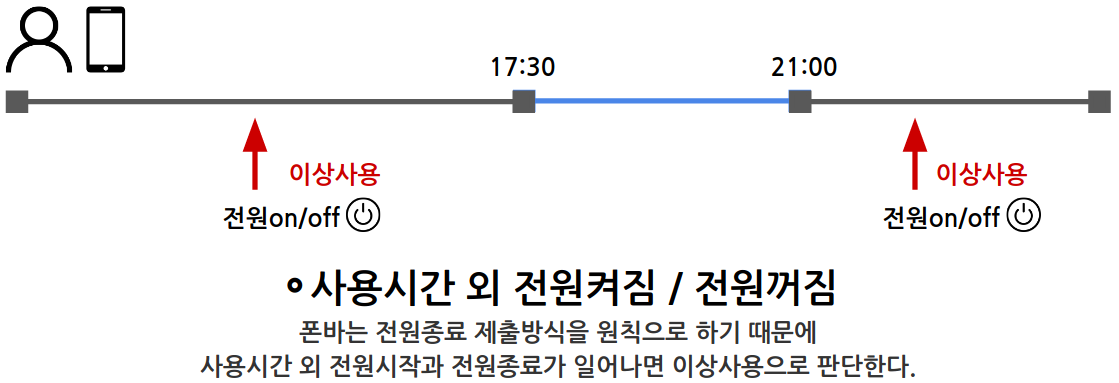 17:30
21:00
이상사용
이상사용
전원on/off
전원on/off
사용시간 외 전원켜짐 / 전원꺼짐
폰바는 전원종료 제출방식을 원칙으로 하기 때문에
사용시간 외 전원시작과 전원종료가 일어나면 이상사용으로 판단한다.